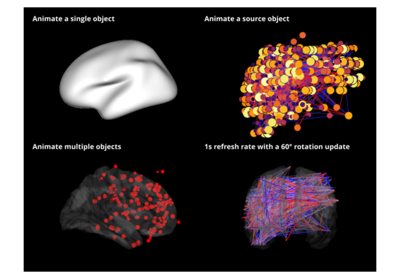 Animate a single object
Animate a source object
Animate multiple objects
1s refresh rate with a 60° rotation update